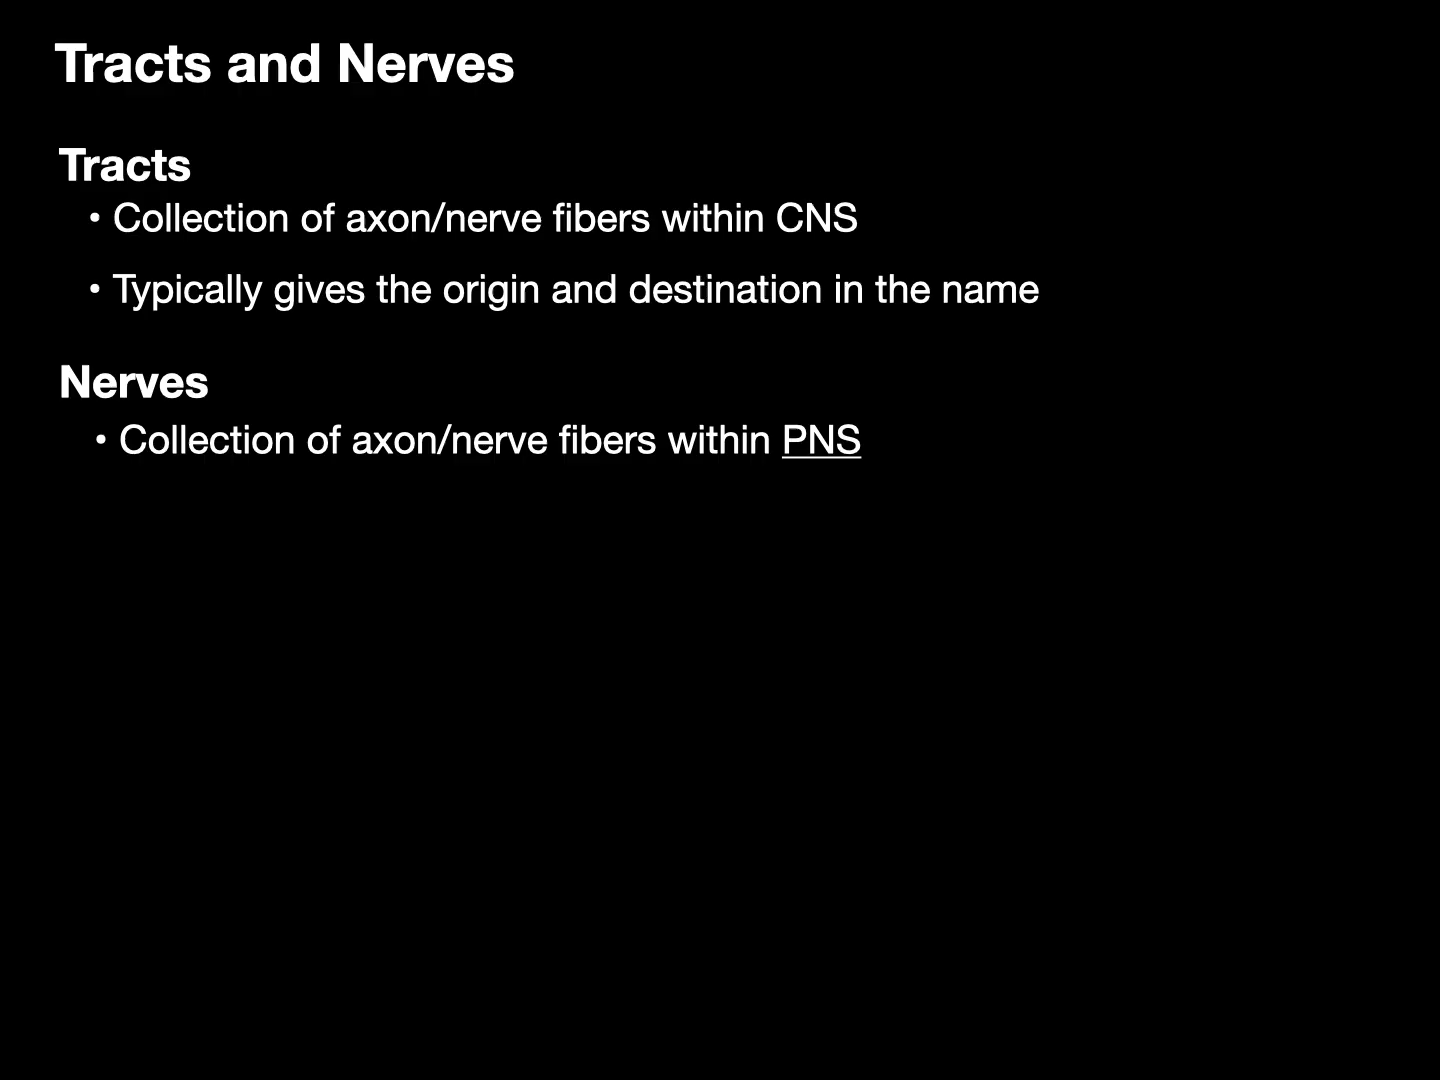 Tracts and Nerves
Tracts
• Collection of axon/nerve fibers within CNS
• Typically gives the origin and destination in the name
Nerves
• Collection of axon/nerve fibers within PNS